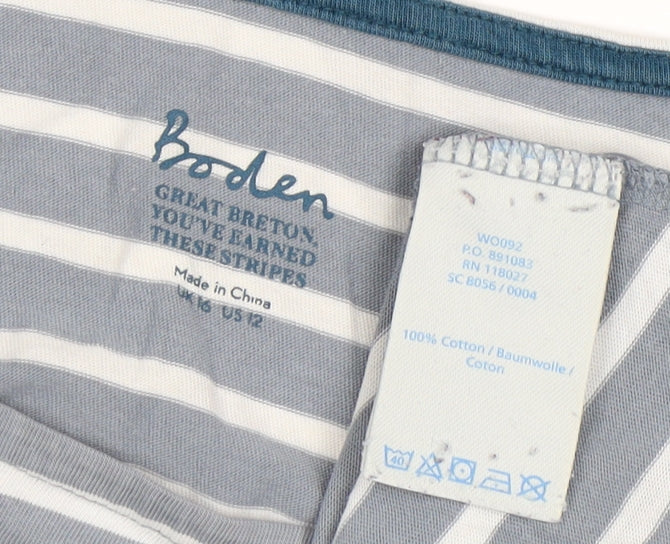 Boden
GREAT BRETON,
YOU'VE EARNED
THESE STRIPES
Made in China
UK 16 US 12
WO092
P.O. 891083
RN 118027
SC 8056 / 0004
100% Cotton / Baumwolle /
Coton
40